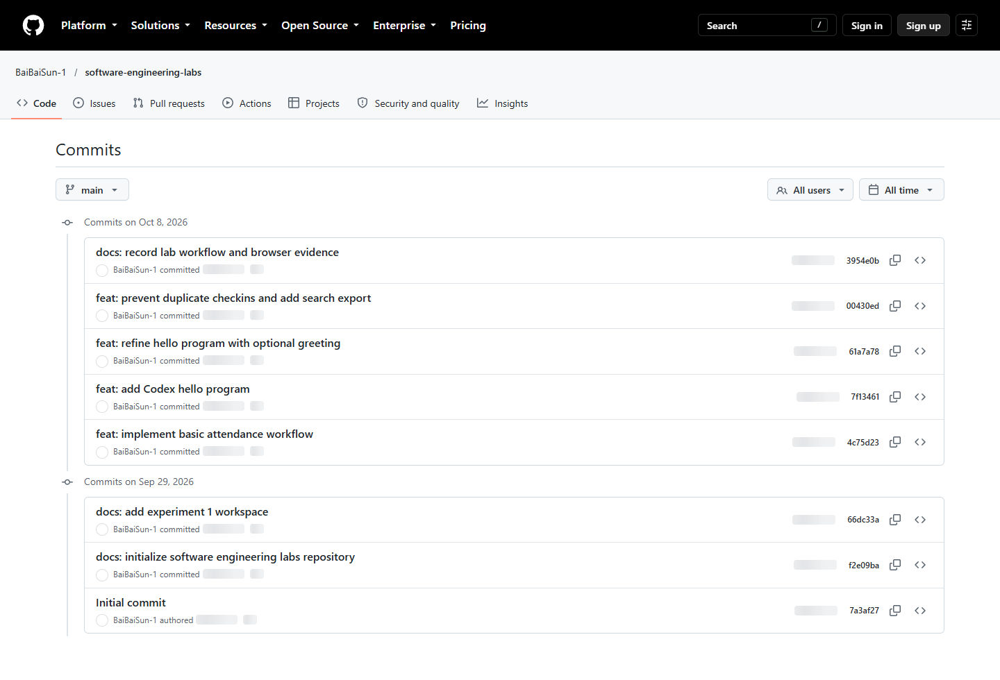 Platform Solutions Resources Open Source Enterprise Pricing Search / Sign in Sign up
BaiBaiSun-1 / software-engineering-labs
Code Issues Pull requests Actions Projects Security and quality Insights
Commits
main All users All time
Commits on Oct 8, 2026
docs: record lab workflow and browser evidence
BaiBaiSun-1 committed
3954e0b
feat: prevent duplicate checkins and add search export
BaiBaiSun-1 committed
00430ed
feat: refine hello program with optional greeting
BaiBaiSun-1 committed
61a7a78
feat: add Codex hello program
BaiBaiSun-1 committed
7f13461
feat: implement basic attendance workflow
BaiBaiSun-1 committed
4c75d23
Commits on Sep 29, 2026
docs: add experiment 1 workspace
BaiBaiSun-1 committed
66dc33a
docs: initialize software engineering labs repository
BaiBaiSun-1 committed
f2e09ba
Initial commit
BaiBaiSun-1 authored
7a3af27